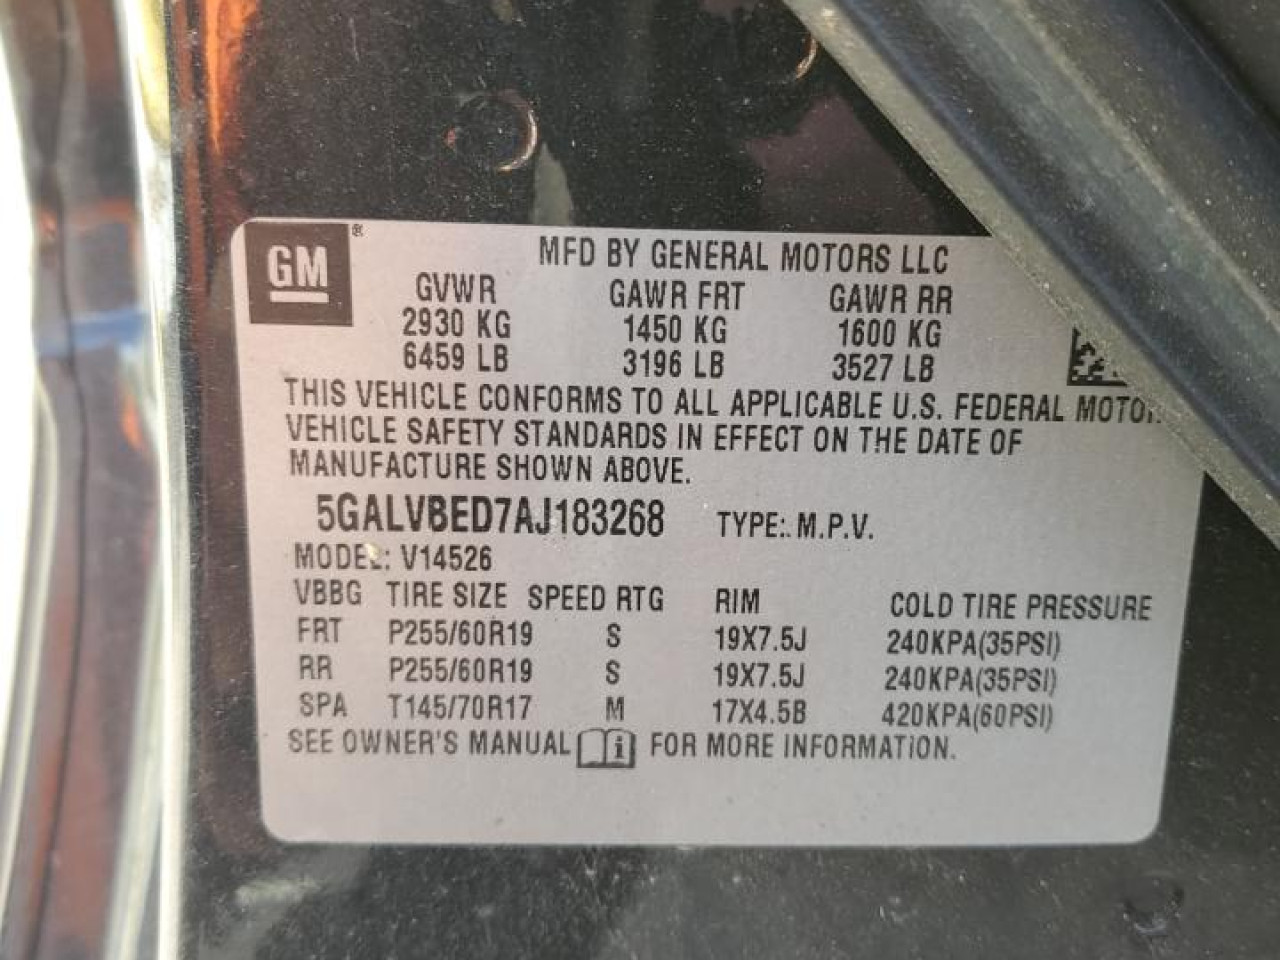 GM®
MFD BY GENERAL MOTORS LLC
GVWR GAWR FRT GAWR RR
2930 KG 1450 KG 1600 KG
6459 LB 3196 LB 3527 LB
THIS VEHICLE CONFORMS TO ALL APPLICABLE U.S. FEDERAL MOTO
VEHICLE SAFETY STANDARDS IN EFFECT ON THE DATE OF
MANUFACTURE SHOWN ABOVE.
5GALVBED7AJ183268 TYPE: M.P.V.
MODEL: V14526
VBBG TIRE SIZE SPEED RTG RIM COLD TIRE PRESSURE
FRT P255/60R19 S 19X7.5J 240KPA(35PSI)
RR P255/60R19 S 19X7.5J 240KPA(35PSI)
SPA T145/70R17 M 17X4.5B 420KPA(60PSI)
SEE OWNER'S MANUAL i FOR MORE INFORMATION.